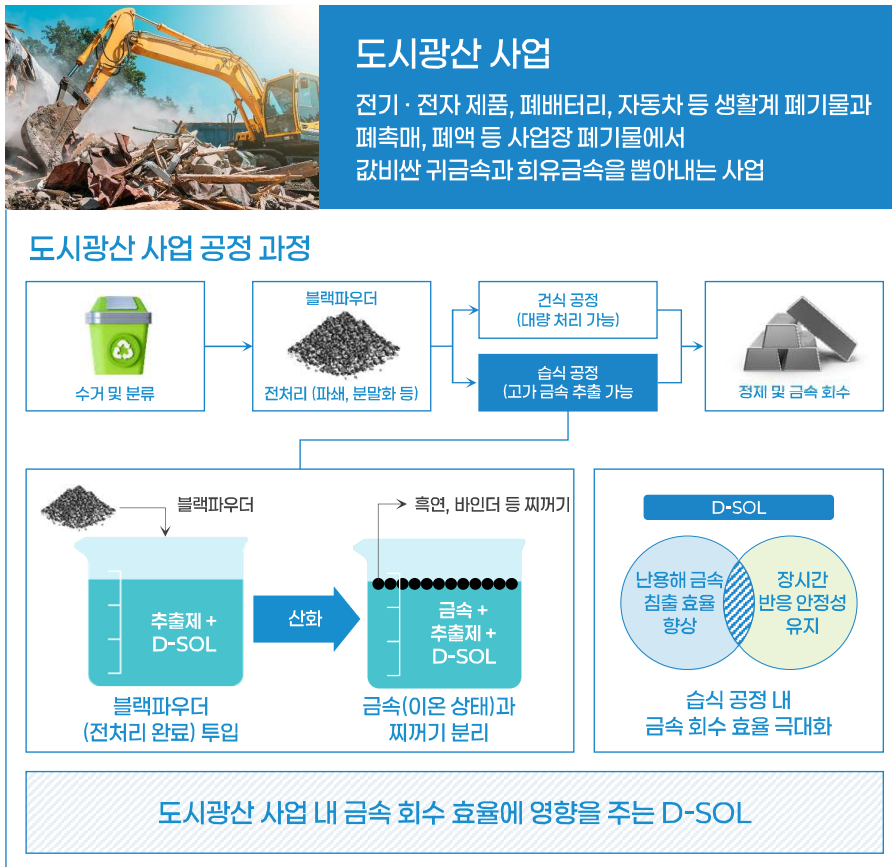 도시광산 사업
전기 · 전자 제품, 폐배터리, 자동차 등 생활계 폐기물과
폐촉매, 폐액 등 사업장 폐기물에서
값비싼 귀금속과 희유금속을 뽑아내는 사업
도시광산 사업 공정 과정
수거 및 분류
블랙파우더
전처리 (파쇄, 분말화 등)
건식 공정
(대량 처리 가능)
습식 공정
(고가 금속 추출 가능
정제 및 금속 회수
블랙파우더
추출제 +
D-SOL
블랙파우더
(전처리 완료) 투입
산화
흑연, 바인더 등 찌꺼기
금속 +
추출제 +
D-SOL
금속(이온 상태)과
찌꺼기 분리
D-SOL
난용해 금속
침출 효율
향상
장시간
반응 안정성
유지
습식 공정 내
금속 회수 효율 극대화
도시광산 사업 내 금속 회수 효율에 영향을 주는 D-SOL